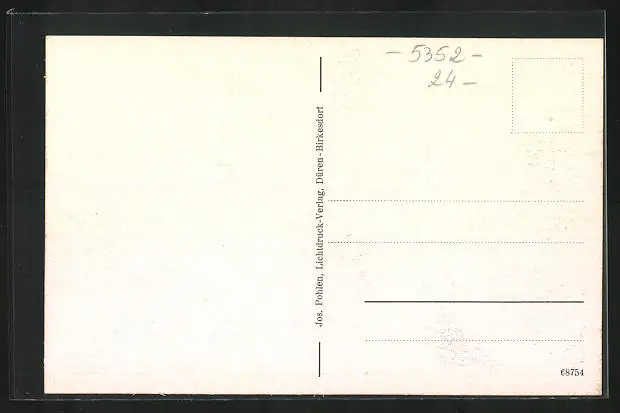 - 5352 -
24 -
Jos. Pohlen, Lichtdruck-Verlag, Düren-Birkesdorf
68754